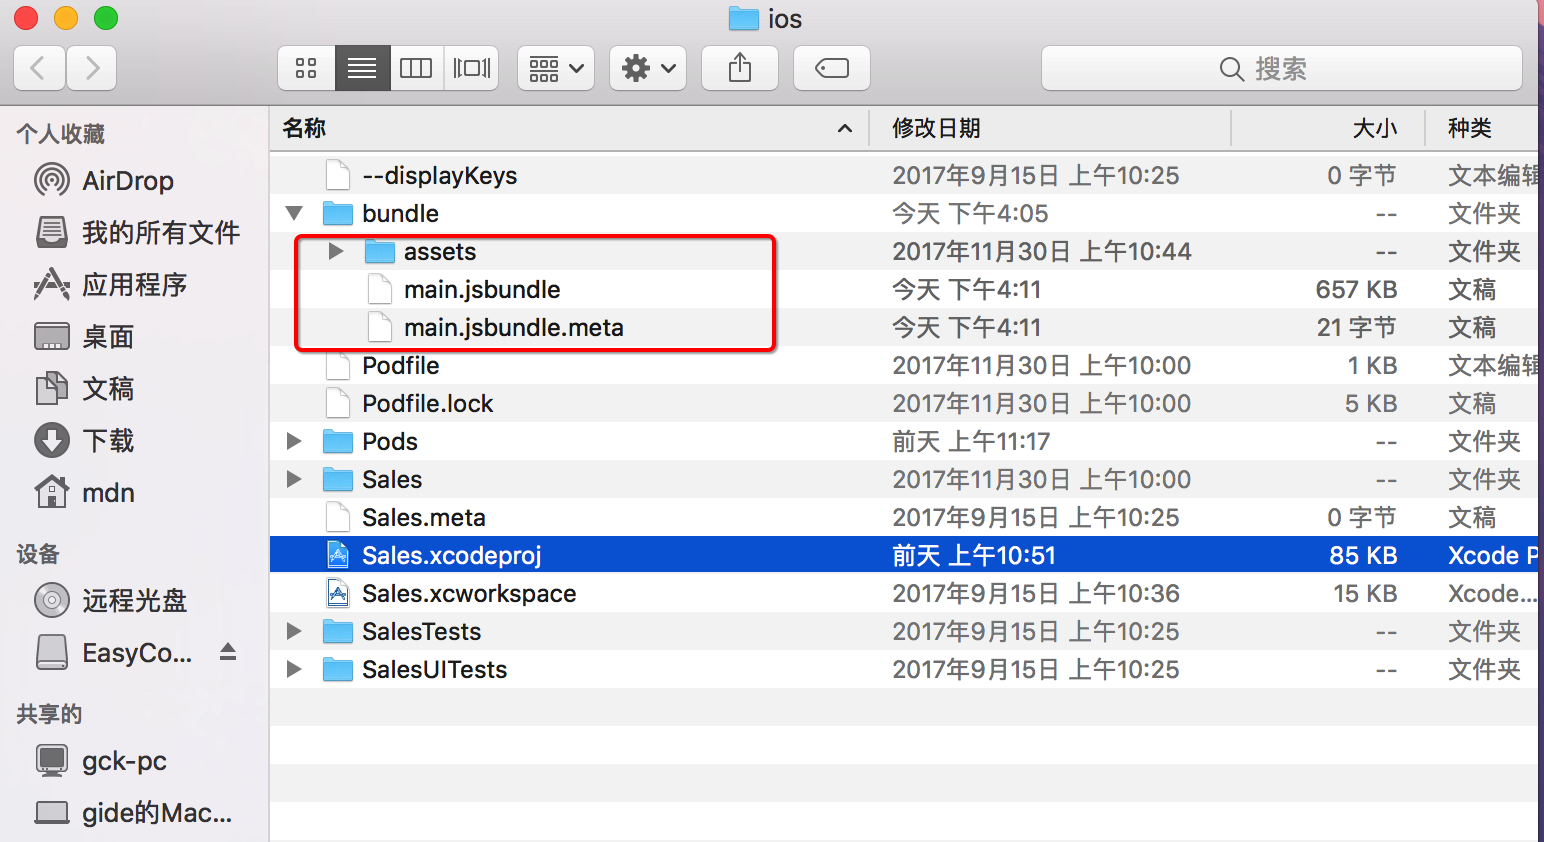 ios
搜索
个人收藏
AirDrop
我的所有文件
应用程序
桌面
文稿
下载
mdn
设备
远程光盘
EasyCo...
共享的
gck-pc
gide的Mac...
名称 修改日期 大小 种类
--displayKeys 2017年9月15日 上午10:25 0 字节 文本编辑
bundle 今天 下午4:05 -- 文件夹
assets 2017年11月30日 上午10:44 -- 文件夹
main.jsbundle 今天 下午4:11 657 KB 文稿
main.jsbundle.meta 今天 下午4:11 21 字节 文稿
Podfile 2017年11月30日 上午10:00 1 KB 文本编辑
Podfile.lock 2017年11月30日 上午10:00 5 KB 文稿
Pods 前天 上午11:17 -- 文件夹
Sales 2017年11月30日 上午10:00 -- 文件夹
Sales.meta 2017年9月15日 上午10:25 0 字节 文稿
Sales.xcodeproj 前天 上午10:51 85 KB Xcode P
Sales.xcworkspace 2017年9月15日 上午10:36 15 KB Xcode...
SalesTests 2017年9月15日 上午10:25 -- 文件夹
SalesUITests 2017年9月15日 上午10:25 -- 文件夹